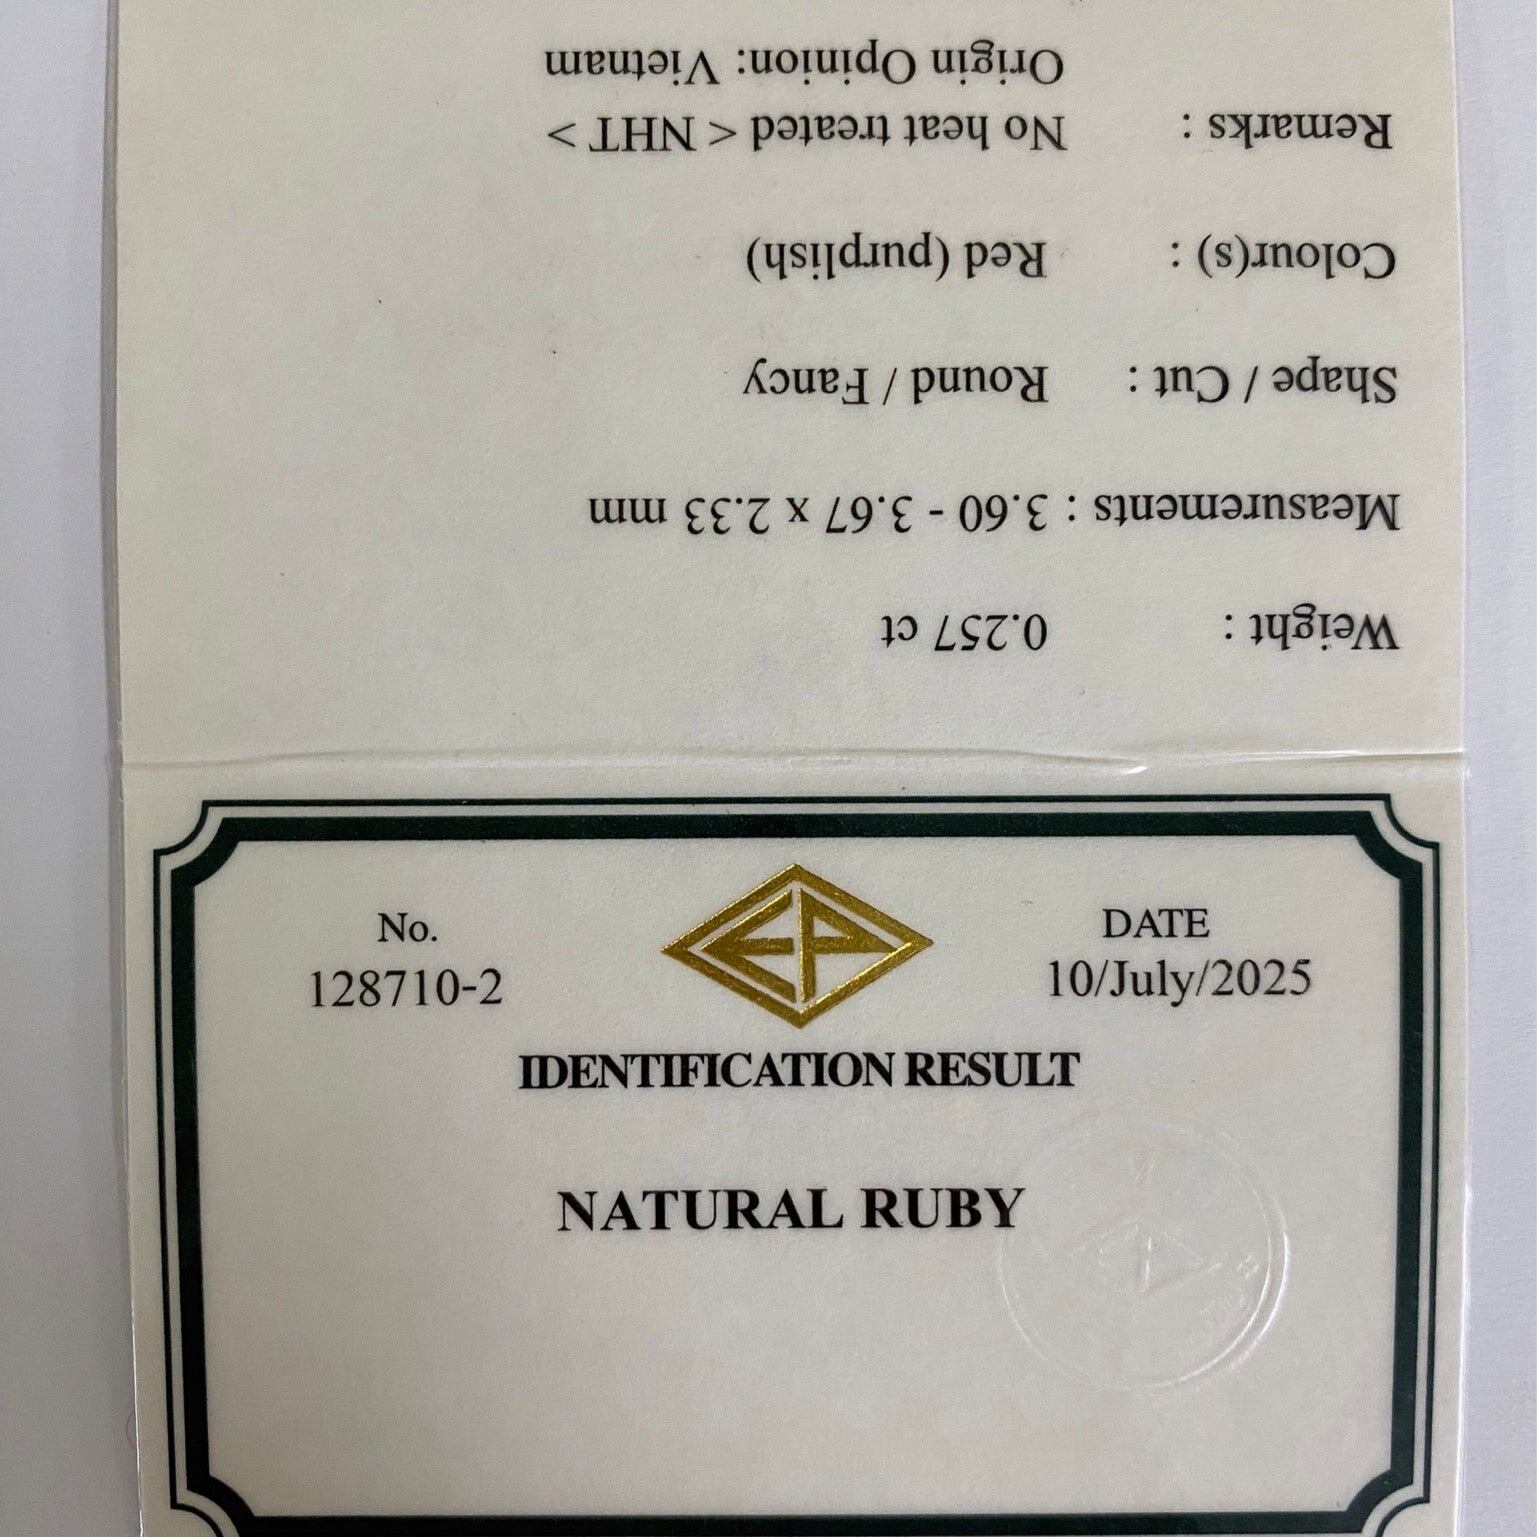 No.
128710-2
EP
DATE
10/July/2025
IDENTIFICATION RESULT
NATURAL RUBY
Weight : 0.257 ct
Measurements : 3.60 - 3.67 x 2.33 mm
Shape / Cut : Round / Fancy
Colour(s) : Red (purplish)
Remarks : No heat treated < NHT >
Origin Opinion: Vietnam